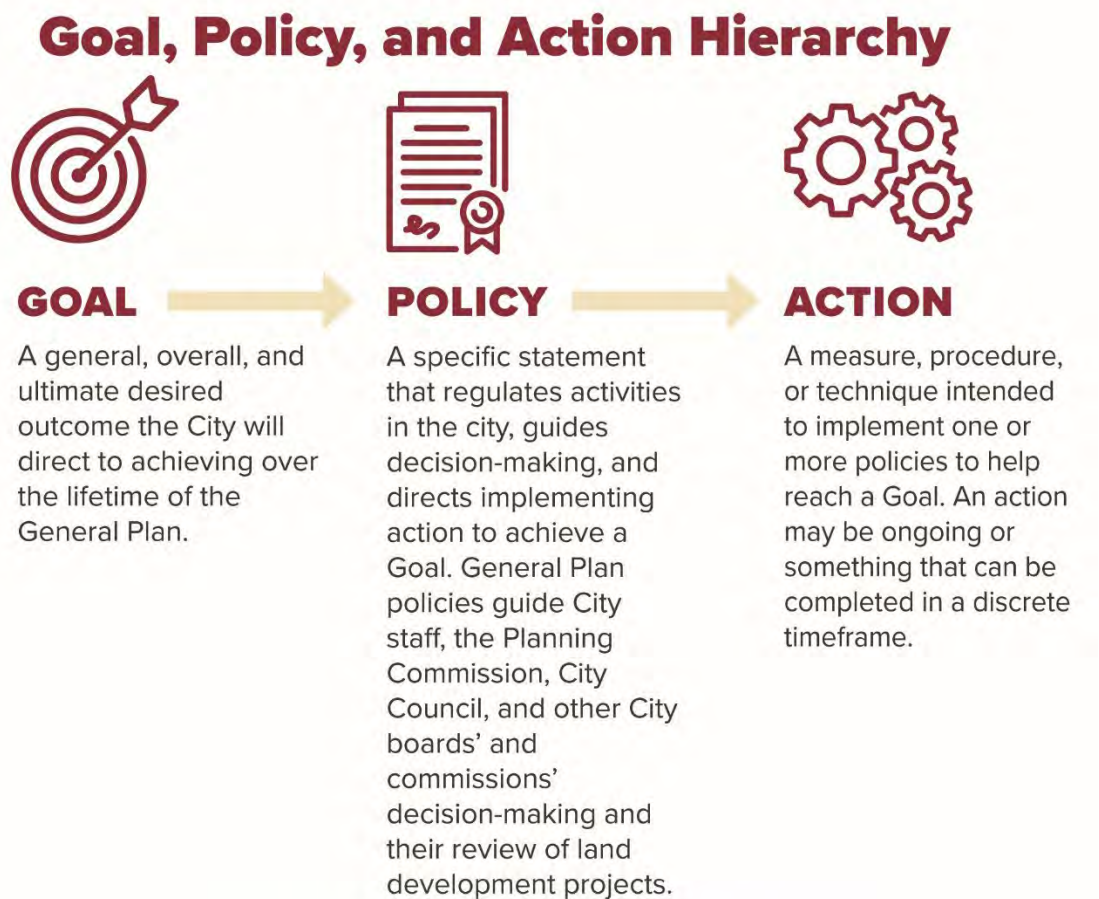 Goal, Policy, and Action Hierarchy
GOAL
A general, overall, and
ultimate desired
outcome the City will
direct to achieving over
the lifetime of the
General Plan.
POLICY
A specific statement
that regulates activities
in the city, guides
decision-making, and
directs implementing
action to achieve a
Goal. General Plan
policies guide City
staff, the Planning
Commission, City
Council, and other City
boards’ and
commissions’
decision-making and
their review of land
development projects.
ACTION
A measure, procedure,
or technique intended
to implement one or
more policies to help
reach a Goal. An action
may be ongoing or
something that can be
completed in a discrete
timeframe.